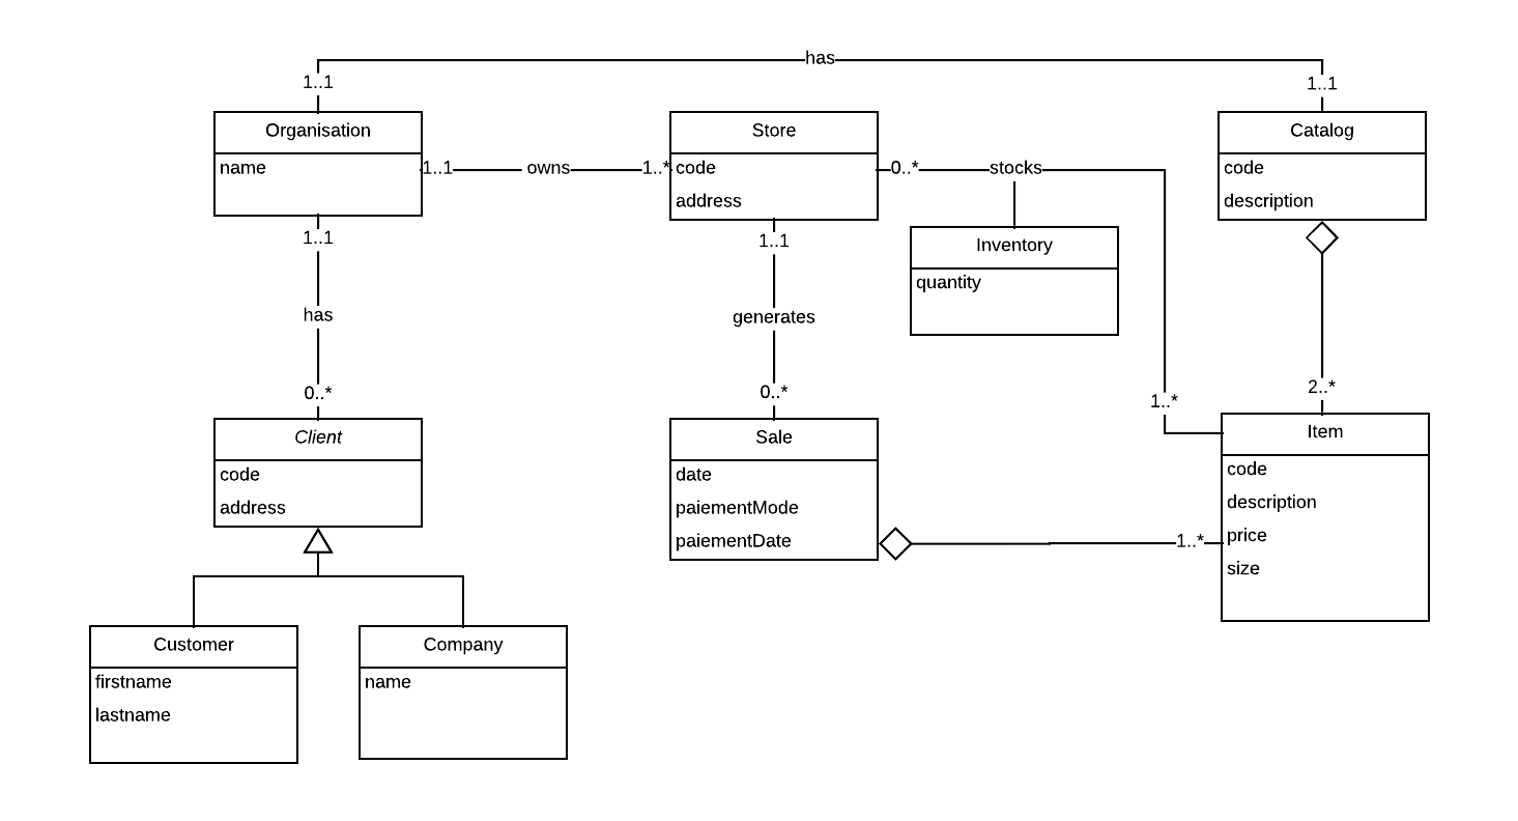 has
1..1
1..1
Organisation
name
1..1
owns
1..*
Store
code
address
0..*
stocks
Catalog
code
description
Inventory
quantity
1..1
has
0..*
1..1
generates
0..*
1..*
2..*
Client
code
address
Sale
date
paiementMode
paiementDate
1..*
Item
code
description
price
size
Customer
firstname
lastname
Company
name